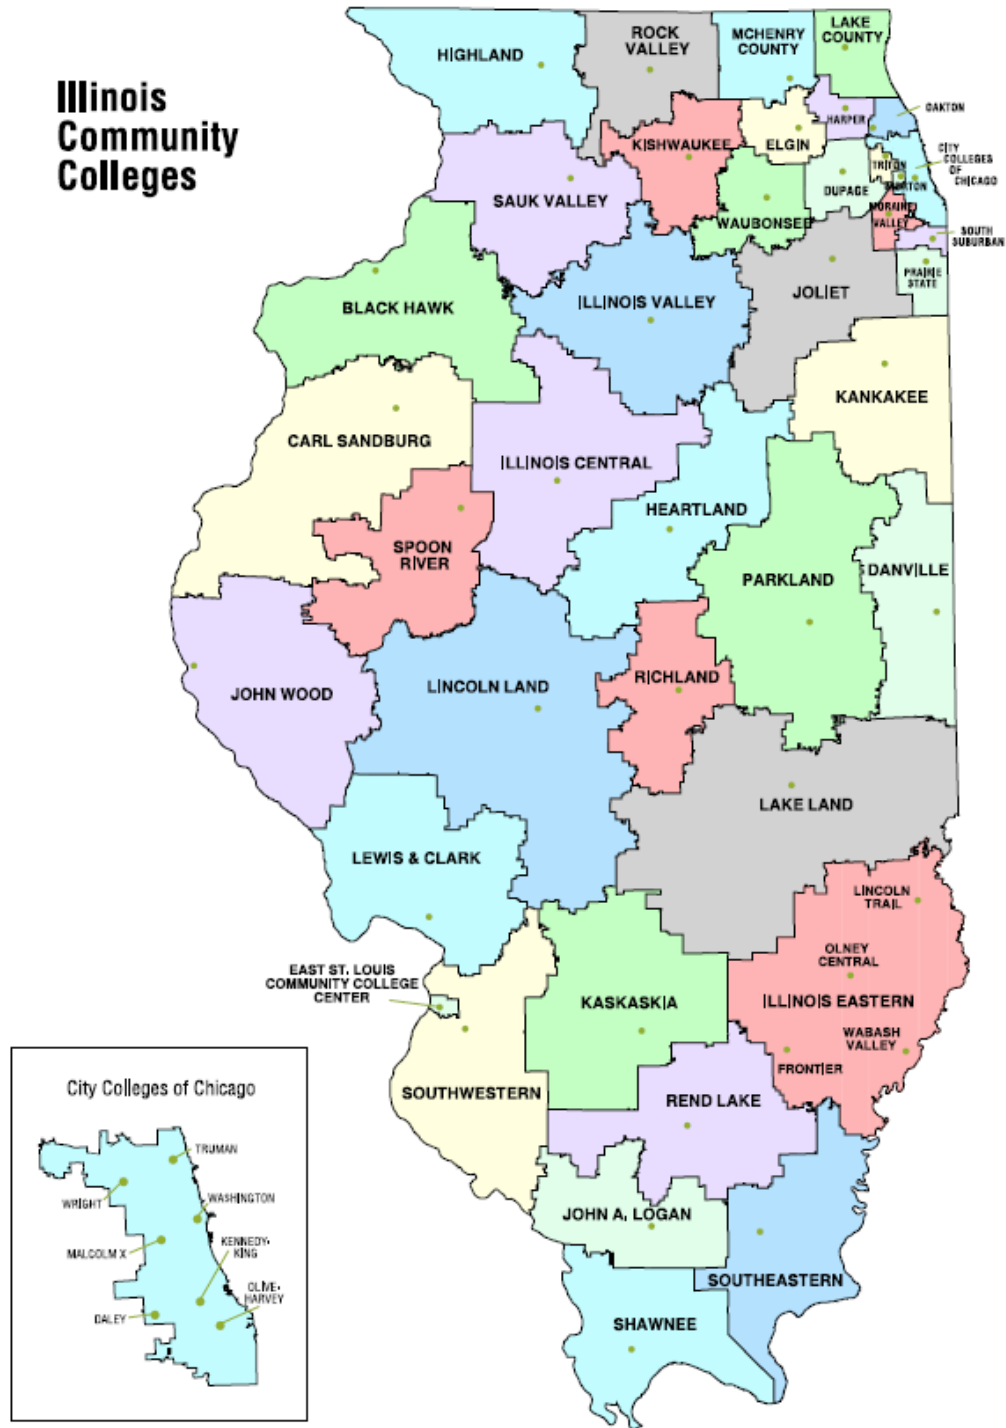 Illinois
Community
Colleges
HIGHLAND
ROCK
VALLEY
MCHENRY
COUNTY
LAKE
COUNTY
OAKTON
HARPER
KISHWAUKEE
ELGIN
CITY
COLLEGES
OF
CHICAGO
TRITON
MORTON
DUPAGE
SAUK VALLEY
WAUBONSEE
MORAINE
VALLEY
SOUTH
SUBURBAN
PRAIRIE
STATE
BLACK HAWK
ILLINOIS VALLEY
JOLIET
KANKAKEE
CARL SANDBURG
ILLINOIS CENTRAL
HEARTLAND
SPOON
RIVER
PARKLAND
DANVILLE
JOHN WOOD
LINCOLN LAND
RICHLAND
LAKE LAND
LEWIS & CLARK
LINCOLN
TRAIL
OLNEY
CENTRAL
EAST ST. LOUIS
COMMUNITY COLLEGE
CENTER
KASKASKIA
ILLINOIS EASTERN
WABASH
VALLEY
FRONTIER
SOUTHWESTERN
REND LAKE
JOHN A. LOGAN
SOUTHEASTERN
SHAWNEE
City Colleges of Chicago
TRUMAN
WRIGHT
WASHINGTON
MALCOLM X
KENNEDY-
KING
OLIVE-
HARVEY
DALEY